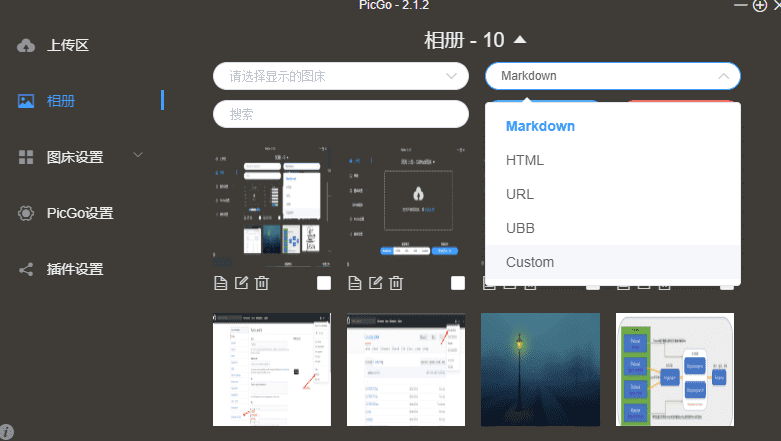 PicGo - 2.1.2
上传区
相册
图床设置
PicGo设置
插件设置
相册 - 10
请选择显示的图床
Markdown
搜索
Markdown
HTML
URL
UBB
Custom